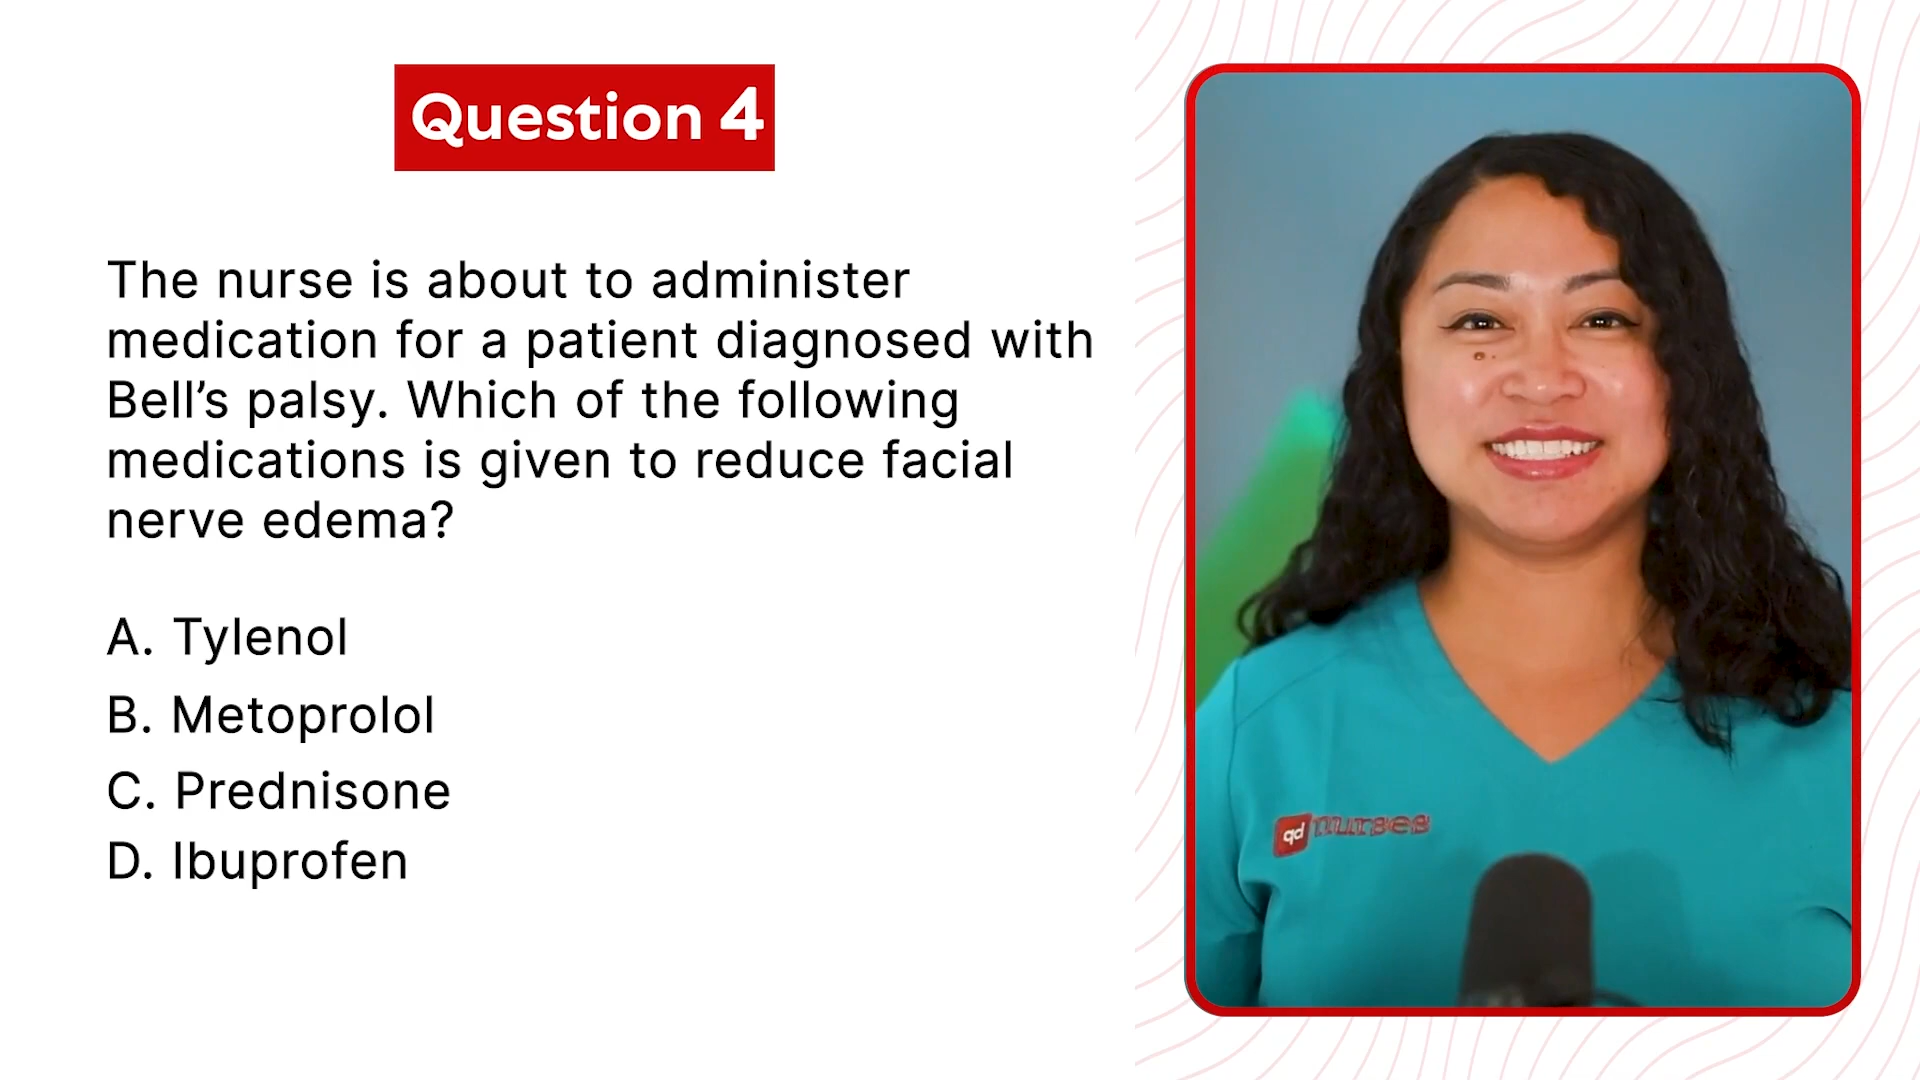 Question 4
The nurse is about to administer
medication for a patient diagnosed with
Bell’s palsy. Which of the following
medications is given to reduce facial
nerve edema?
A. Tylenol
B. Metoprolol
C. Prednisone
D. Ibuprofen
qd nurses